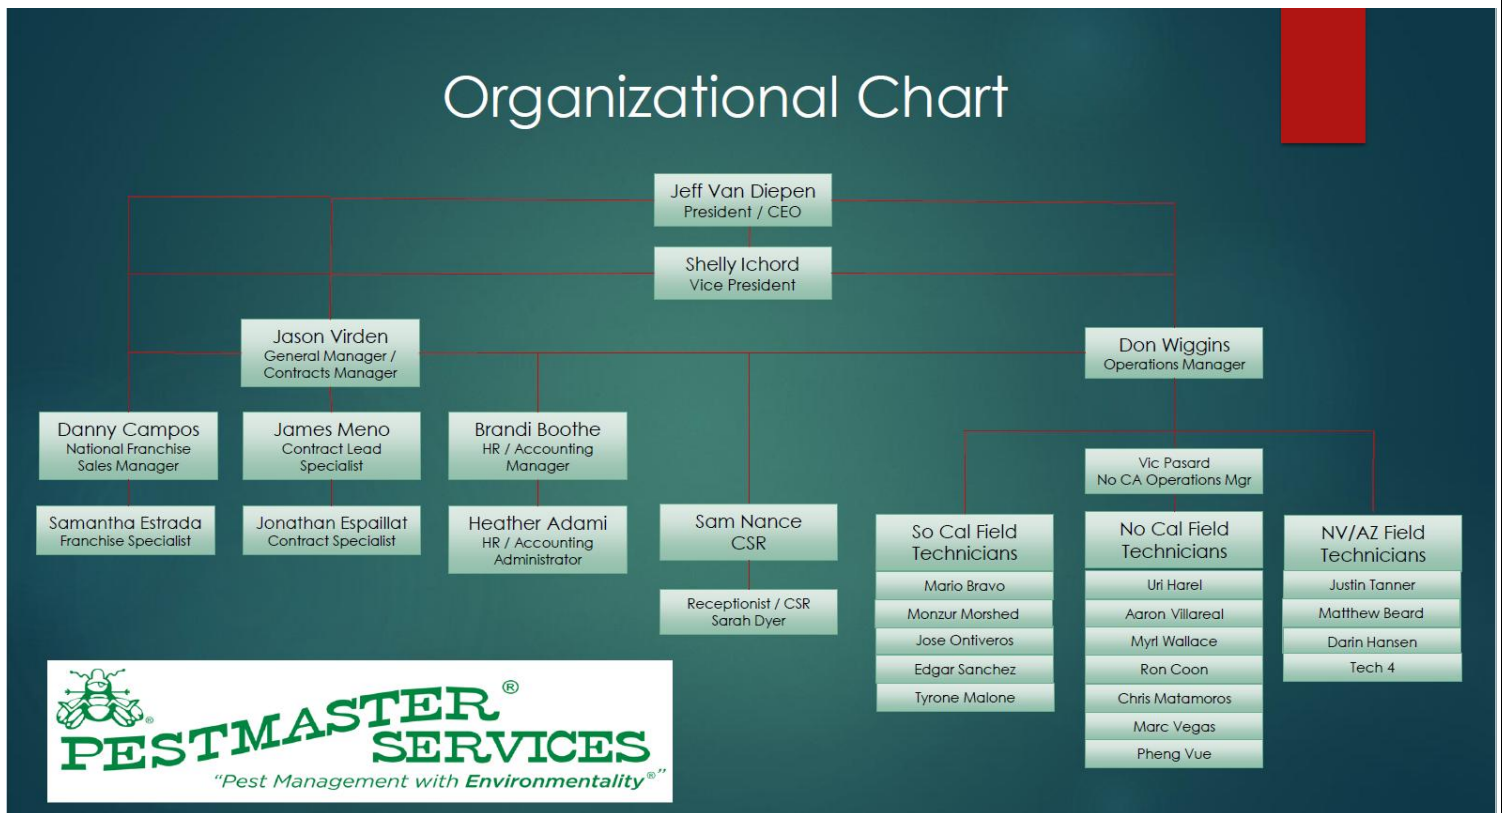 Organizational Chart
Jeff Van Diepen
President / CEO
Shelly Ichord
Vice President
Jason Virden
General Manager /
Contracts Manager
Don Wiggins
Operations Manager
Danny Campos
National Franchise
Sales Manager
James Meno
Contract Lead
Specialist
Brandi Boothe
HR / Accounting
Manager
Vic Pasard
No CA Operations Mgr
Samantha Estrada
Franchise Specialist
Jonathan Espaillat
Contract Specialist
Heather Adami
HR / Accounting
Administrator
Sam Nance
CSR
Receptionist / CSR
Sarah Dyer
So Cal Field
Technicians
Mario Bravo
Monzur Morshed
Jose Ontiveros
Edgar Sanchez
Tyrone Malone
No Cal Field
Technicians
Uri Harel
Aaron Villareal
Myrl Wallace
Ron Coon
Chris Matamoros
Marc Vegas
Pheng Vue
NV/AZ Field
Technicians
Justin Tanner
Matthew Beard
Darin Hansen
Tech 4
®
PESTMASTER ®
SERVICES
"Pest Management with Environmentality®"